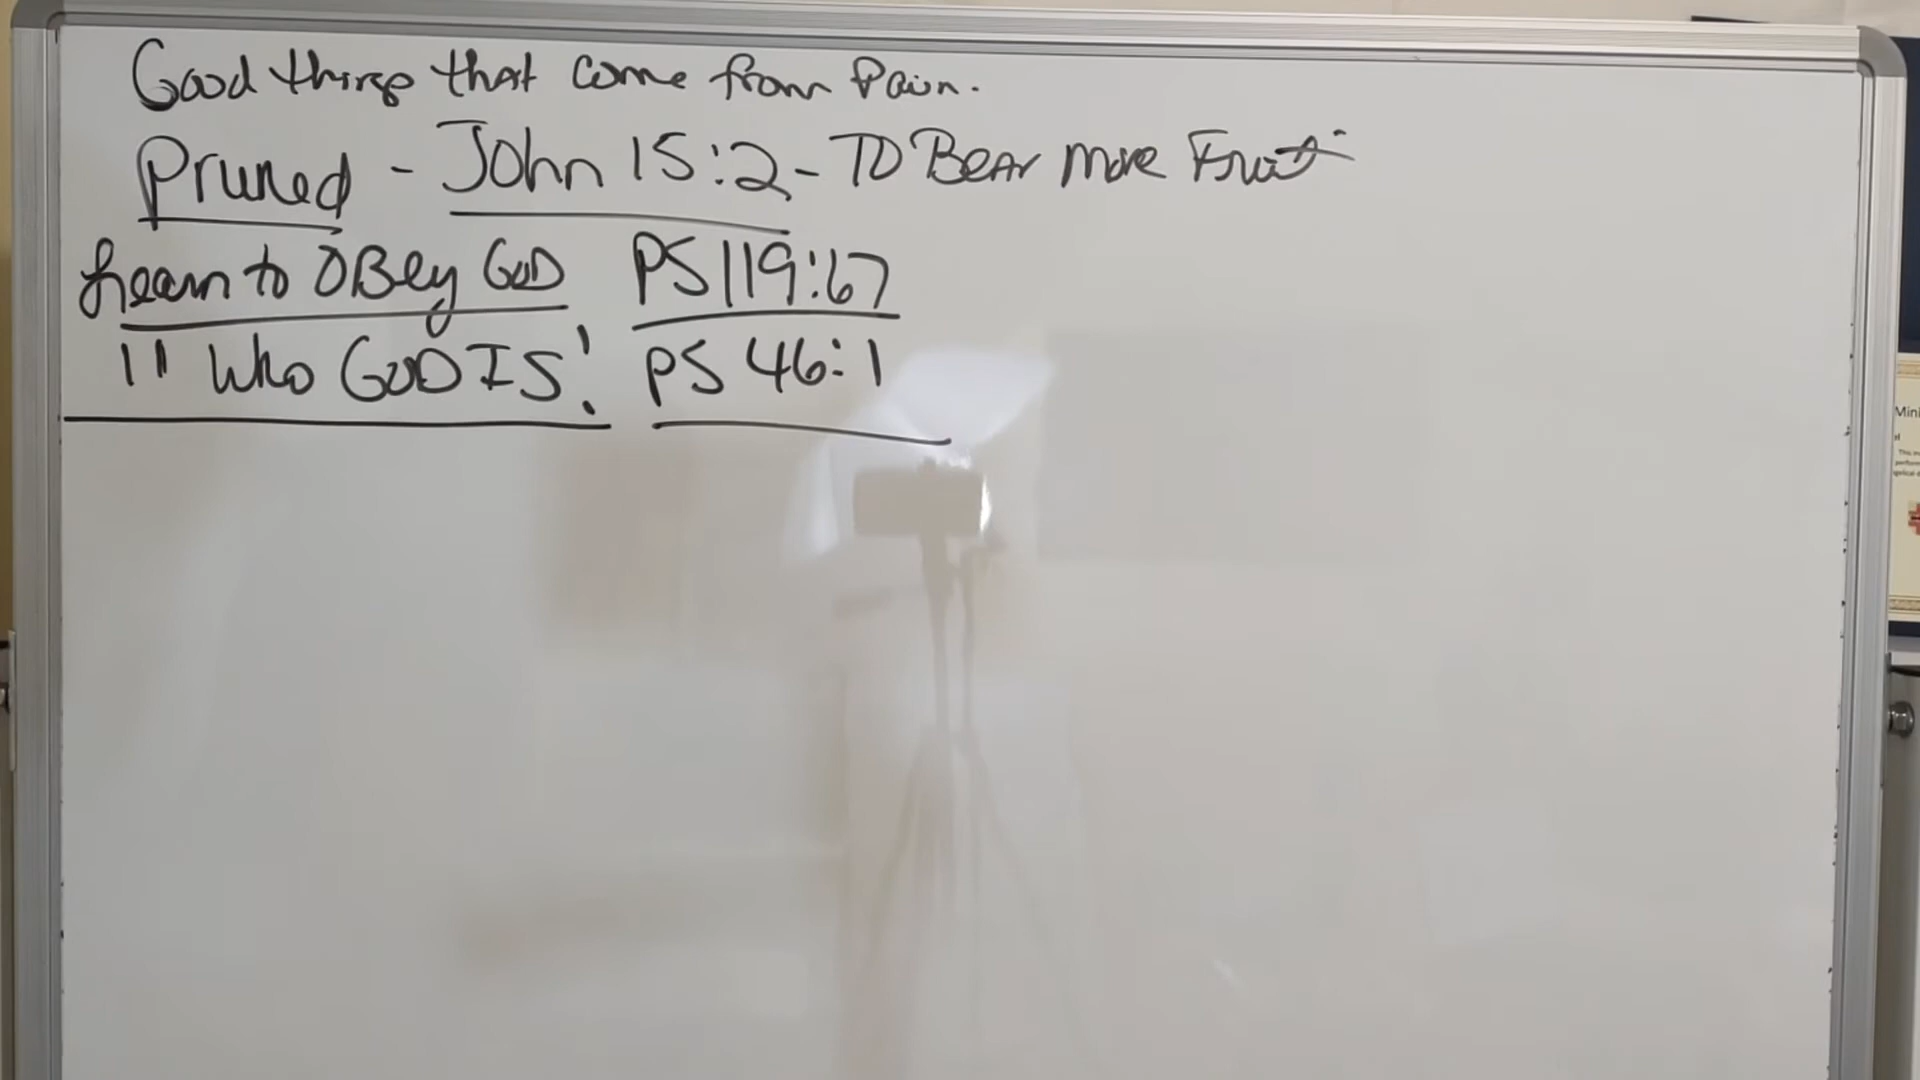 Good things that come from Pain.
Pruned - John 15:2 - TO Bear More Fruit
Learn to OBey GOD PS 119:67
" Who GOD IS! PS 46:1
Mini